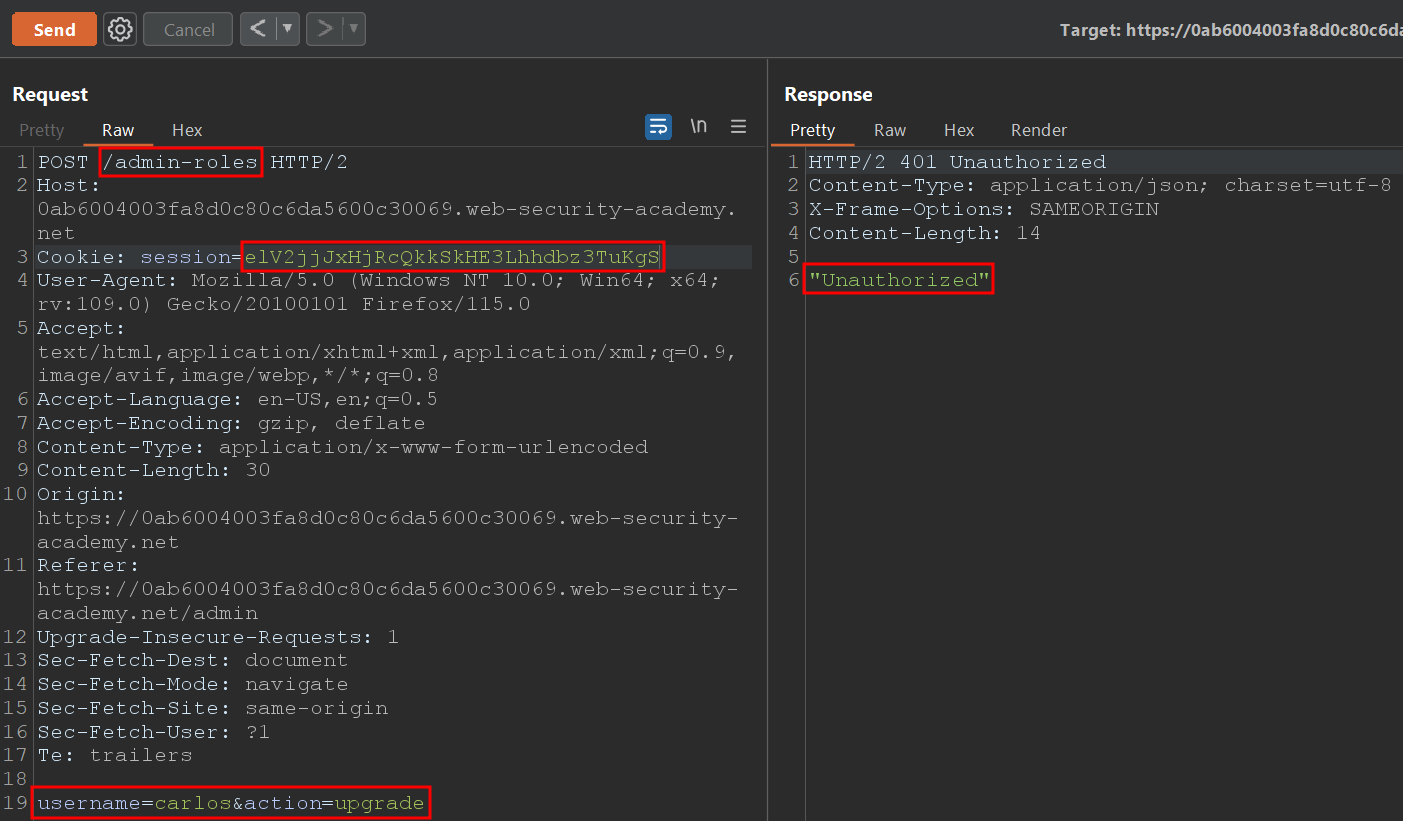 Send
Cancel
<
>
Target: https://0ab6004003fa8d0c80c6da
Request
Pretty
Raw
Hex
\n
1 POST /admin-roles HTTP/2
2 Host:
0ab6004003fa8d0c80c6da5600c30069.web-security-academy.
net
3 Cookie: session=elV2jjJxHjRcQkkSkHE3Lhhdbz3TuKgS
4 User-Agent: Mozilla/5.0 (Windows NT 10.0; Win64; x64;
rv:109.0) Gecko/20100101 Firefox/115.0
5 Accept:
text/html,application/xhtml+xml,application/xml;q=0.9,
image/avif,image/webp,*/*;q=0.8
6 Accept-Language: en-US,en;q=0.5
7 Accept-Encoding: gzip, deflate
8 Content-Type: application/x-www-form-urlencoded
9 Content-Length: 30
10 Origin:
https://0ab6004003fa8d0c80c6da5600c30069.web-security-
academy.net
11 Referer:
https://0ab6004003fa8d0c80c6da5600c30069.web-security-
academy.net/admin
12 Upgrade-Insecure-Requests: 1
13 Sec-Fetch-Dest: document
14 Sec-Fetch-Mode: navigate
15 Sec-Fetch-Site: same-origin
16 Sec-Fetch-User: ?1
17 Te: trailers
18
19 username=carlos&action=upgrade
Response
Pretty
Raw
Hex
Render
1 HTTP/2 401 Unauthorized
2 Content-Type: application/json; charset=utf-8
3 X-Frame-Options: SAMEORIGIN
4 Content-Length: 14
5
6 "Unauthorized"